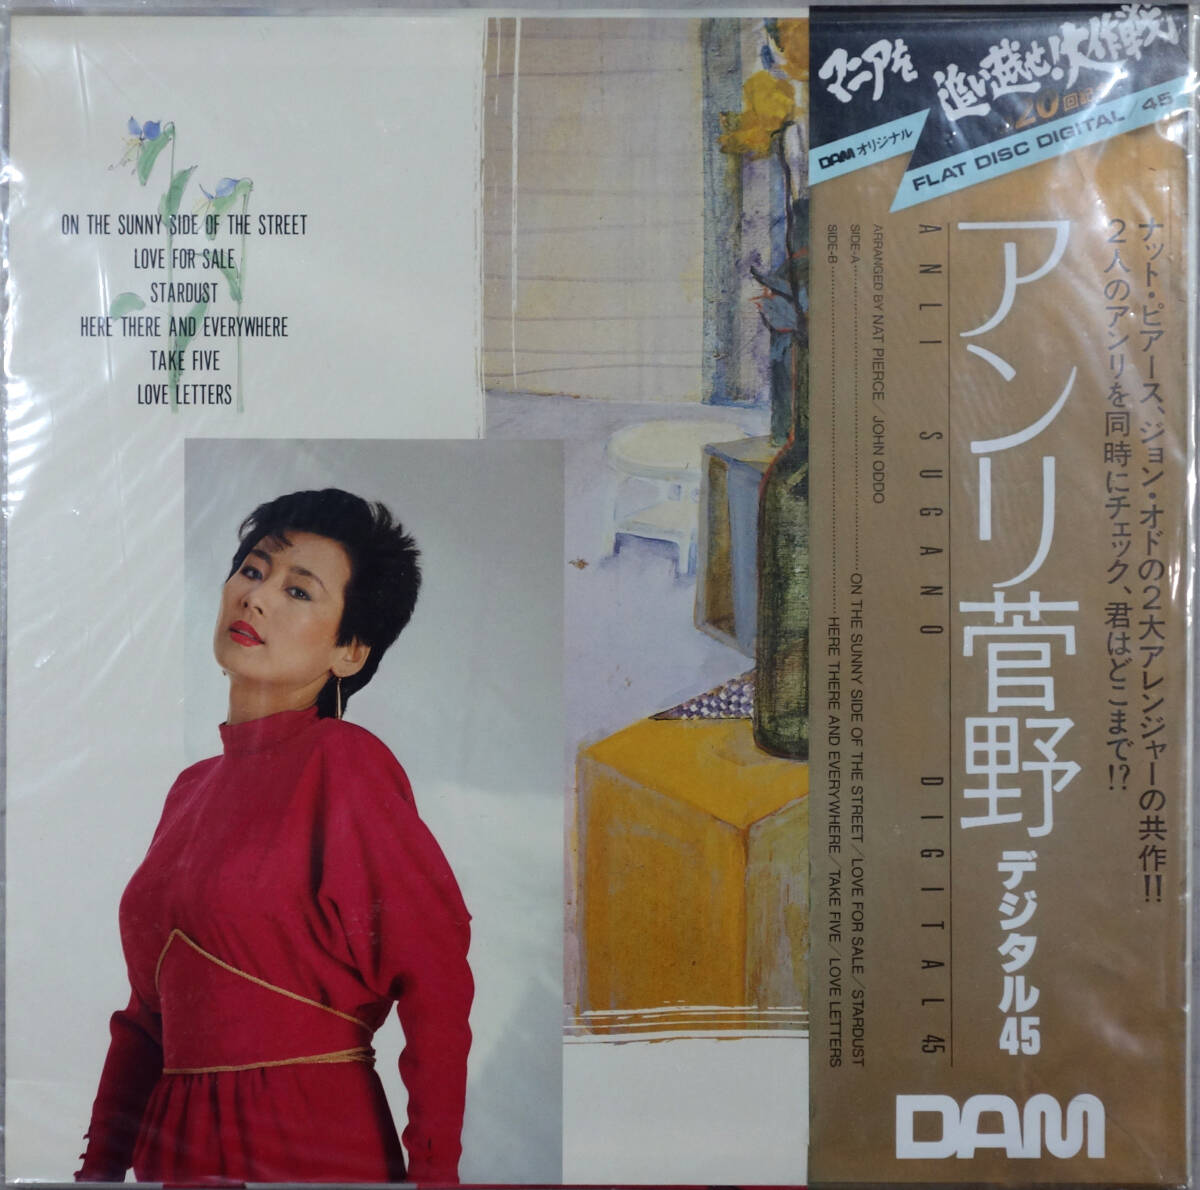 ON THE SUNNY SIDE OF THE STREET
LOVE FOR SALE
STARDUST
HERE THERE AND EVERYWHERE
TAKE FIVE
LOVE LETTERS
マニアを
追い越せ!大作戦
20回記
DAMオリジナル
FLAT DISC DIGITAL/45
ナット・ピアース、ジョン・オドの2大アレンジャーの共作!!
2人のアンリを同時にチェック、君はどこまで!?
アンリ菅野 デジタル45
ANLI SUGANO DIGITAL 45
ARRANGED BY NAT PIERCE/JOHN ODDO
SIDE-A ON THE SUNNY SIDE OF THE STREET/LOVE FOR SALE/STARDUST
SIDE-B HERE THERE AND EVERYWHERE/TAKE FIVE/LOVE LETTERS
DAM